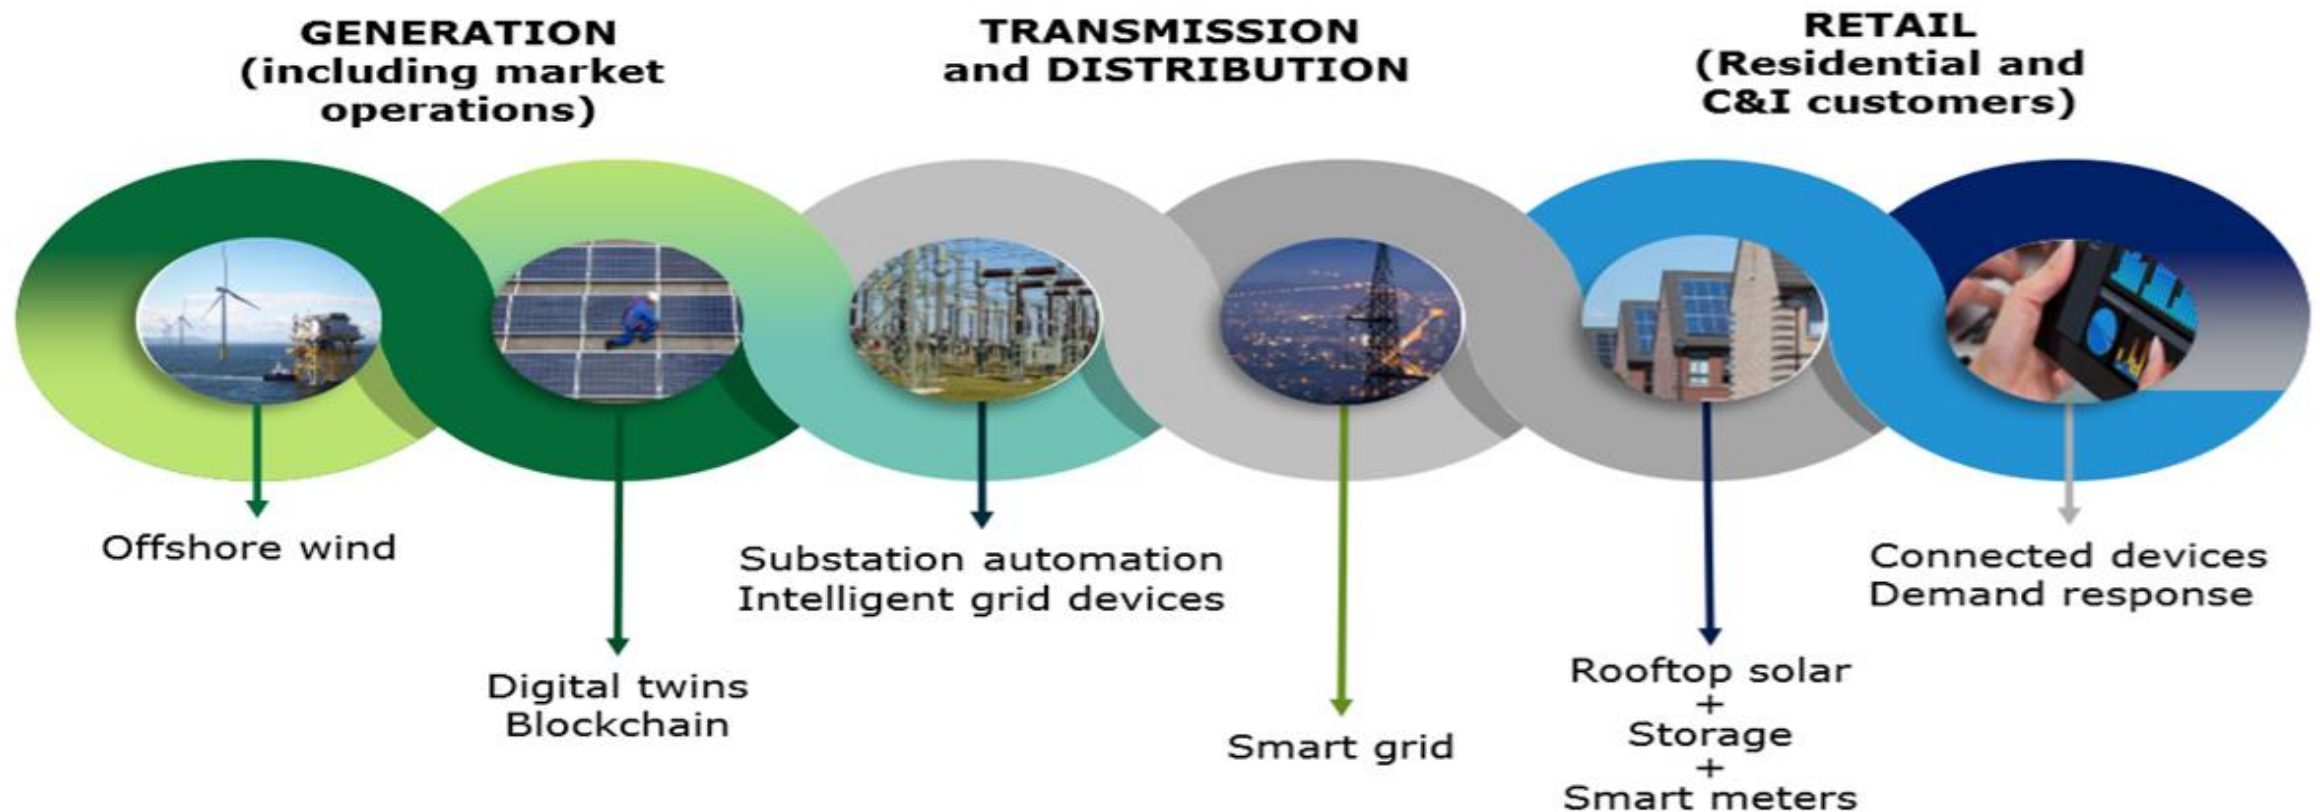 GENERATION
(including market
operations)
TRANSMISSION
and DISTRIBUTION
RETAIL
(Residential and
C&I customers)
Offshore wind
Digital twins
Blockchain
Substation automation
Intelligent grid devices
Smart grid
Rooftop solar
+
Storage
+
Smart meters
Connected devices
Demand response